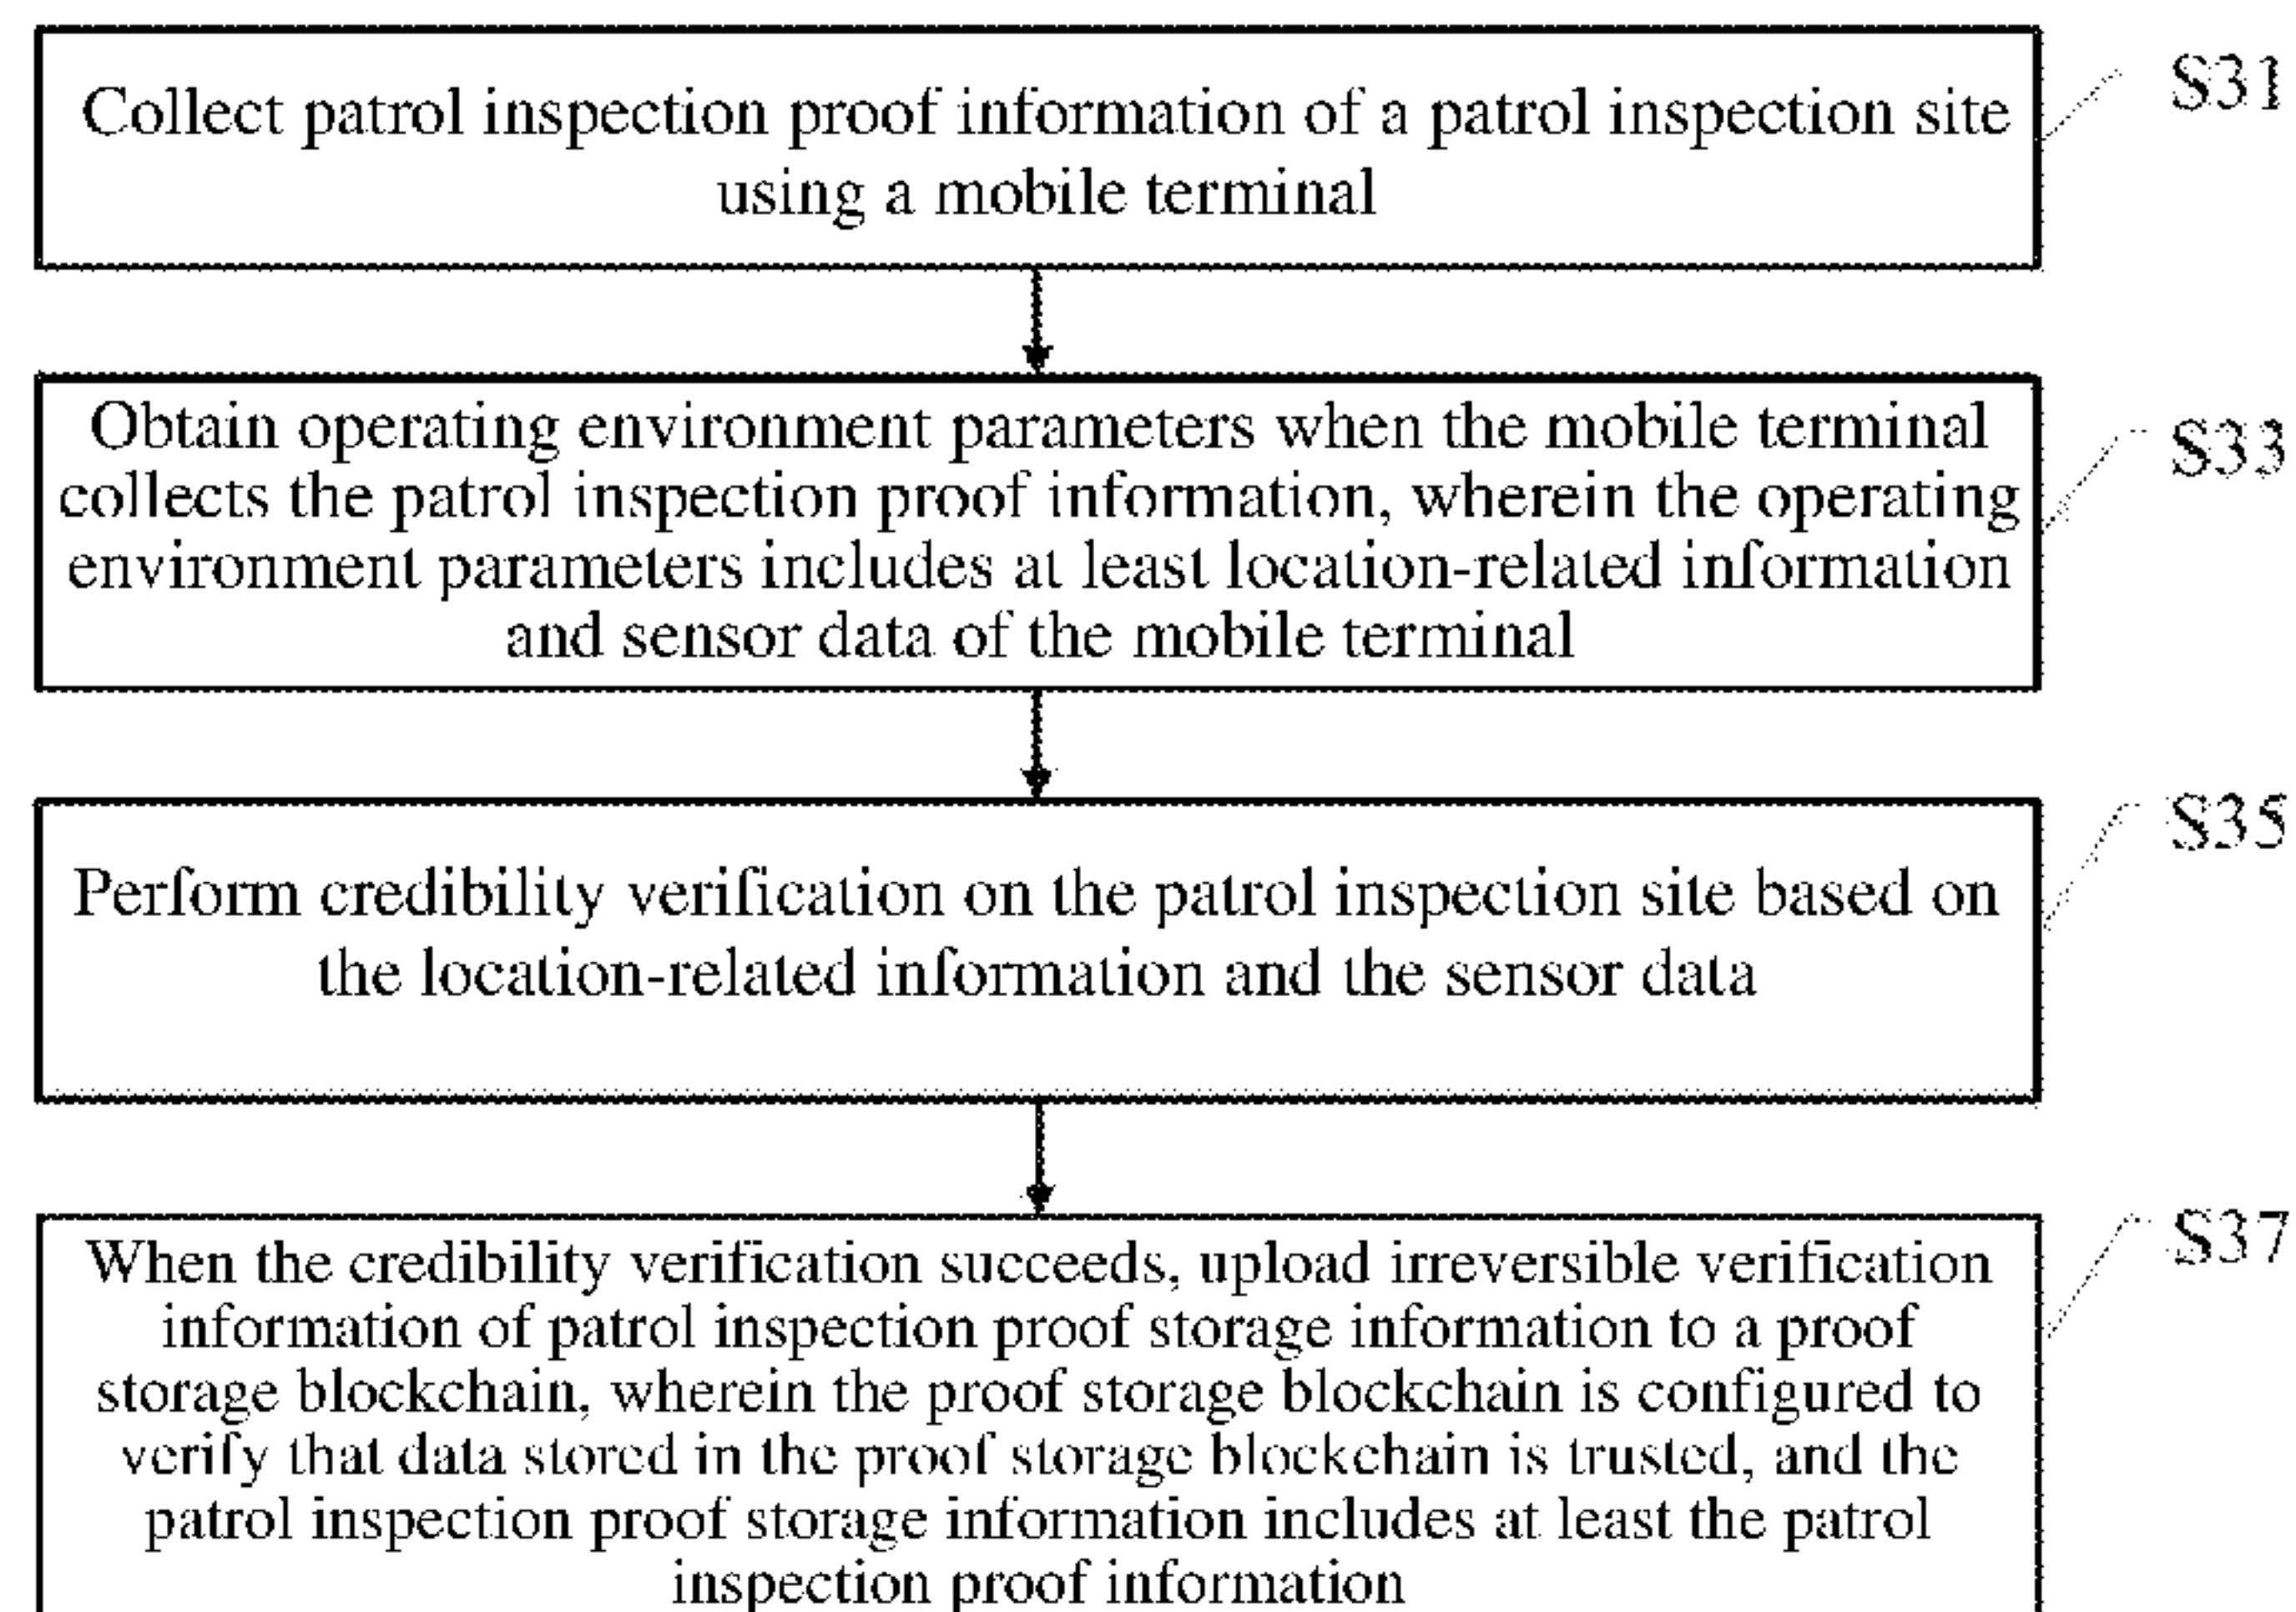 Collect patrol inspection proof information of a patrol inspection site
using a mobile terminal
S31
Obtain operating environment parameters when the mobile terminal
collects the patrol inspection proof information, wherein the operating
environment parameters includes at least location-related information
and sensor data of the mobile terminal
S33
Perform credibility verification on the patrol inspection site based on
the location-related information and the sensor data
S35
When the credibility verification succeeds, upload irreversible verification
information of patrol inspection proof storage information to a proof
storage blockchain, wherein the proof storage blockchain is configured to
verify that data stored in the proof storage blockchain is trusted, and the
patrol inspection proof storage information includes at least the patrol
inspection proof information
S37